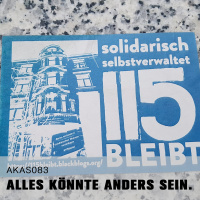 solidarisch
selbstverwaltet
115
BLEIBT
AKAS083
ALLES KÖNNTE ANDERS SEIN.